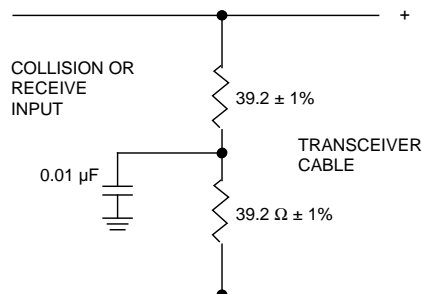 +
COLLISION OR
RECEIVE
INPUT
39.2 ± 1%
TRANSCEIVER
CABLE
0.01 µF
39.2 Ω ± 1%